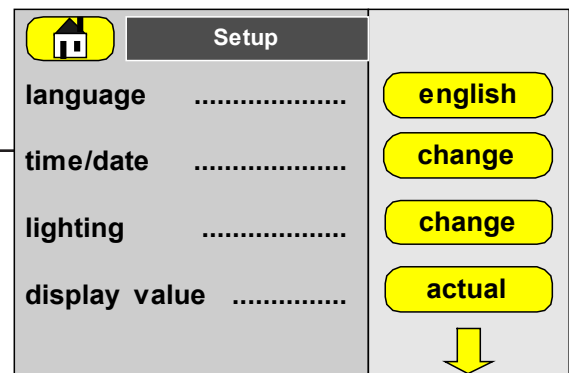 Setup
language .................... english
time/date .................... change
lighting ................... change
display value ............... actual